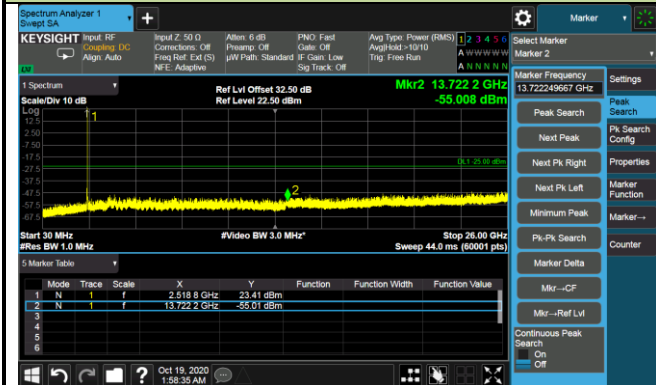 Spectrum Analyzer 1
Swept SA
+
Marker
KEYSIGHT Input: RF Input Z: 50 Ω Atten: 6 dB PNO: Fast Avg Type: Power (RMS) 1 2 3 4 5 6
Coupling: DC Corrections: Off Preamp: Off Gate: Off Avg|Hold:>10/10 A W W W W W
Align: Auto Freq Ref: Ext (S) µW Path: Standard IF Gain: Low Trig: Free Run
NFE: Adaptive Sig Track: Off A N N N N N
Select Marker
Marker 2
1 Spectrum
Ref Lvl Offset 32.50 dB Mkr2 13.722 2 GHz
Scale/Div 10 dB Ref Level 22.50 dBm -55.008 dBm
Log
12.5
2.50
-7.50
-17.5
-27.5
-37.5
-47.5
-57.5
-67.5
1
2
DL1 -25.00 dBm
Start 30 MHz #Video BW 3.0 MHz* Stop 26.00 GHz
#Res BW 1.0 MHz Sweep 44.0 ms (60001 pts)
5 Marker Table
Mode Trace Scale X Y Function Function Width Function Value
1 N 1 f 2.518 8 GHz 23.41 dBm
2 N 1 f 13.722 2 GHz -55.01 dBm
3
4
5
6
Marker Frequency
13.722249667 GHz
Peak Search
Next Peak
Next Pk Right
Next Pk Left
Minimum Peak
Pk-Pk Search
Marker Delta
Mkr→CF
Mkr→Ref Lvl
Continuous Peak
Search
On
Off
Settings
Peak
Search
Pk Search
Config
Properties
Marker
Function
Marker→
Counter
?
Oct 19, 2020
1:58:35 AM